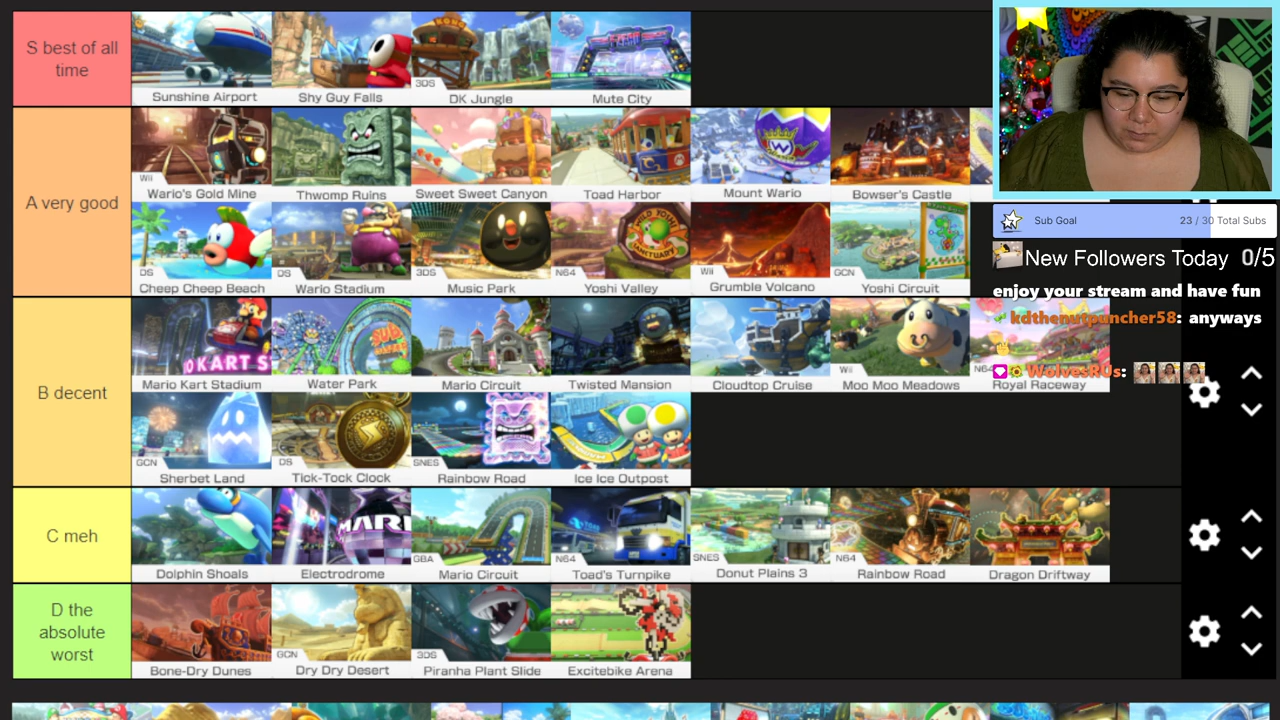 S best of all
time
Sunshine Airport
Shy Guy Falls
3DS
DK Jungle
Mute City
A very good
Wii
Wario's Gold Mine
Thwomp Ruins
Sweet Sweet Canyon
Toad Harbor
Mount Wario
Bowser's Castle
DS
Cheep Cheep Beach
DS
Wario Stadium
3DS
Music Park
N64
Yoshi Valley
Wii
Grumble Volcano
GCN
Yoshi Circuit
B decent
Mario Kart Stadium
Water Park
Mario Circuit
Twisted Mansion
Cloudtop Cruise
Wii
Moo Moo Meadows
N64
Royal Raceway
GCN
Sherbet Land
DS
Tick-Tock Clock
SNES
Rainbow Road
Ice Ice Outpost
C meh
Dolphin Shoals
Electrodrome
GBA
Mario Circuit
N64
Toad's Turnpike
SNES
Donut Plains 3
N64
Rainbow Road
Dragon Driftway
D the
absolute
worst
Bone-Dry Dunes
GCN
Dry Dry Desert
3DS
Piranha Plant Slide
Excitebike Arena
Sub Goal
23 / 30 Total Subs
New Followers Today 0/5
enjoy your stream and have fun
kdthenutpuncher58: anyways
WolvesRUs: